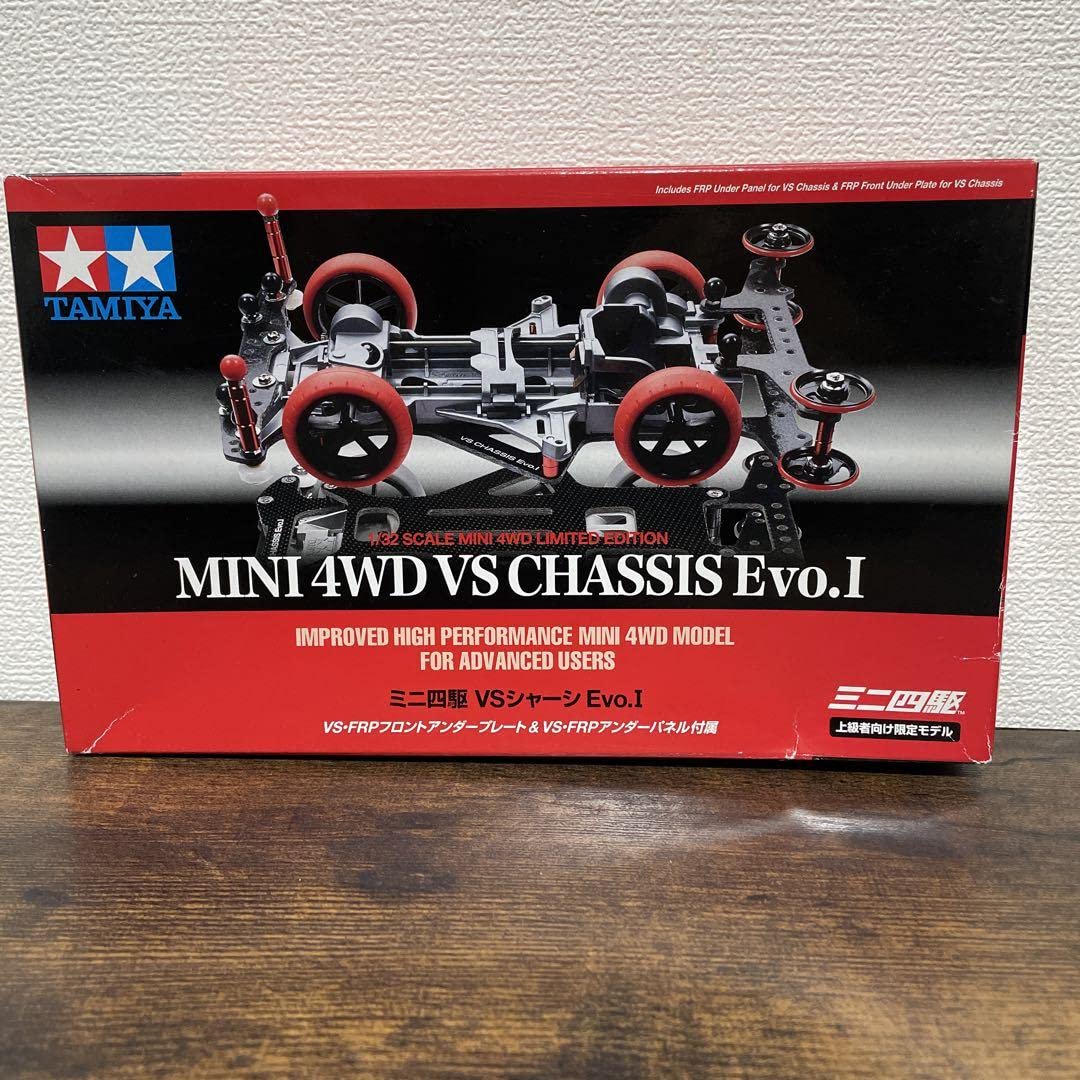 Includes FRP Under Panel for VS Chassis & FRP Front Under Plate for VS Chassis
TAMIYA
VS CHASSIS Evo.I
CHASSIS Evo.I
1/32 SCALE MINI 4WD LIMITED EDITION
MINI 4WD VS CHASSIS Evo.I
IMPROVED HIGH PERFORMANCE MINI 4WD MODEL
FOR ADVANCED USERS
ミニ四駆 VSシャーシ Evo.I
VS・FRPフロントアンダープレート & VS・FRPアンダーパネル付属
ミニ四駆™
上級者向け限定モデル